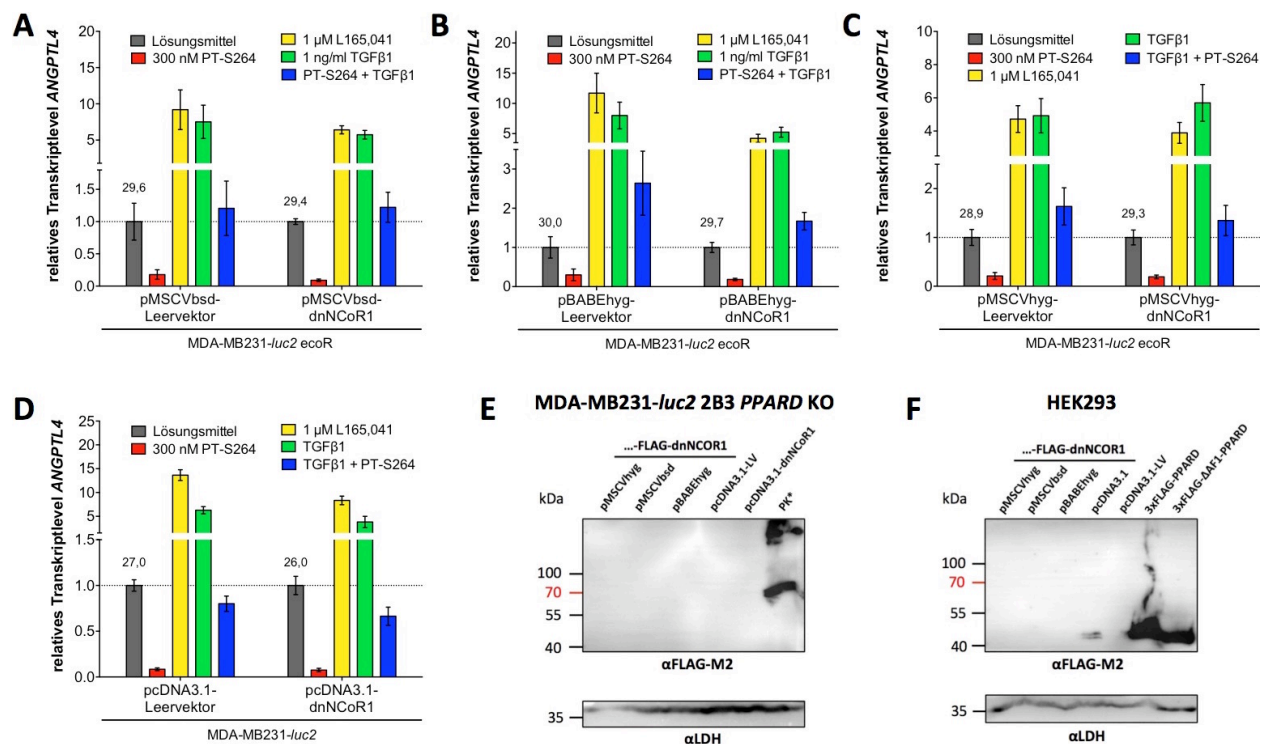 A
relatives Transkriptlevel ANGPTL4
20
15
10
5
1.5
1.0
0.5
0.0
Lösungsmittel
300 nM PT-S264
1 µM L165,041
1 ng/ml TGFβ1
PT-S264 + TGFβ1
29,6
29,4
pMSCVbsd-
Leervektor
pMSCVbsd-
dnNCoR1
MDA-MB231-luc2 ecoR
B
relatives Transkriptlevel ANGPTL4
20
15
10
5
3
2
1
0
Lösungsmittel
300 nM PT-S264
1 µM L165,041
1 ng/ml TGFβ1
PT-S264 + TGFβ1
30,0
29,7
pBABEhyg-
Leervektor
pBABEhyg-
dnNCoR1
MDA-MB231-luc2 ecoR
C
relatives Transkriptlevel ANGPTL4
10
8
6
4
2
1
0
Lösungsmittel
300 nM PT-S264
1 µM L165,041
TGFβ1
TGFβ1 + PT-S264
28,9
29,3
pMSCVhyg-
Leervektor
pMSCVhyg-
dnNCoR1
MDA-MB231-luc2 ecoR
D
relatives Transkriptlevel ANGPTL4
25
20
15
10
5
1.5
1.0
0.5
0.0
Lösungsmittel
300 nM PT-S264
1 µM L165,041
TGFβ1
TGFβ1 + PT-S264
27,0
26,0
pcDNA3.1-
Leervektor
pcDNA3.1-
dnNCoR1
MDA-MB231-luc2
E
MDA-MB231-luc2 2B3 PPARD KO
...-FLAG-dnNCOR1
pMSCVhyg
pMSCVbsd
pBABEhyg
pcDNA3.1-LV
pcDNA3.1-dnNCOR1
PK*
kDa
100
70
55
40
αFLAG-M2
35
αLDH
F
HEK293
...-FLAG-dnNCOR1
pMSCVhyg
pMSCVbsd
pBABEhyg
pcDNA3.1
pcDNA3.1-LV
3xFLAG-PPARD
3xFLAG-ΔAF1-PPARD
kDa
100
70
55
40
αFLAG-M2
35
αLDH